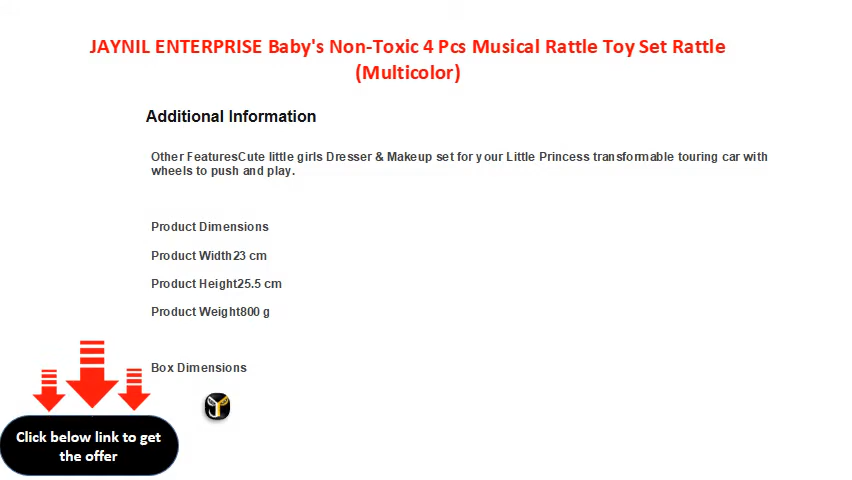 JAYNIL ENTERPRISE Baby's Non-Toxic 4 Pcs Musical Rattle Toy Set Rattle
(Multicolor)
Additional Information
Other FeaturesCute little girls Dresser & Makeup set for your Little Princess transformable touring car with
wheels to push and play.
Product Dimensions
Product Width23 cm
Product Height25.5 cm
Product Weight800 g
Box Dimensions
Click below link to get
the offer